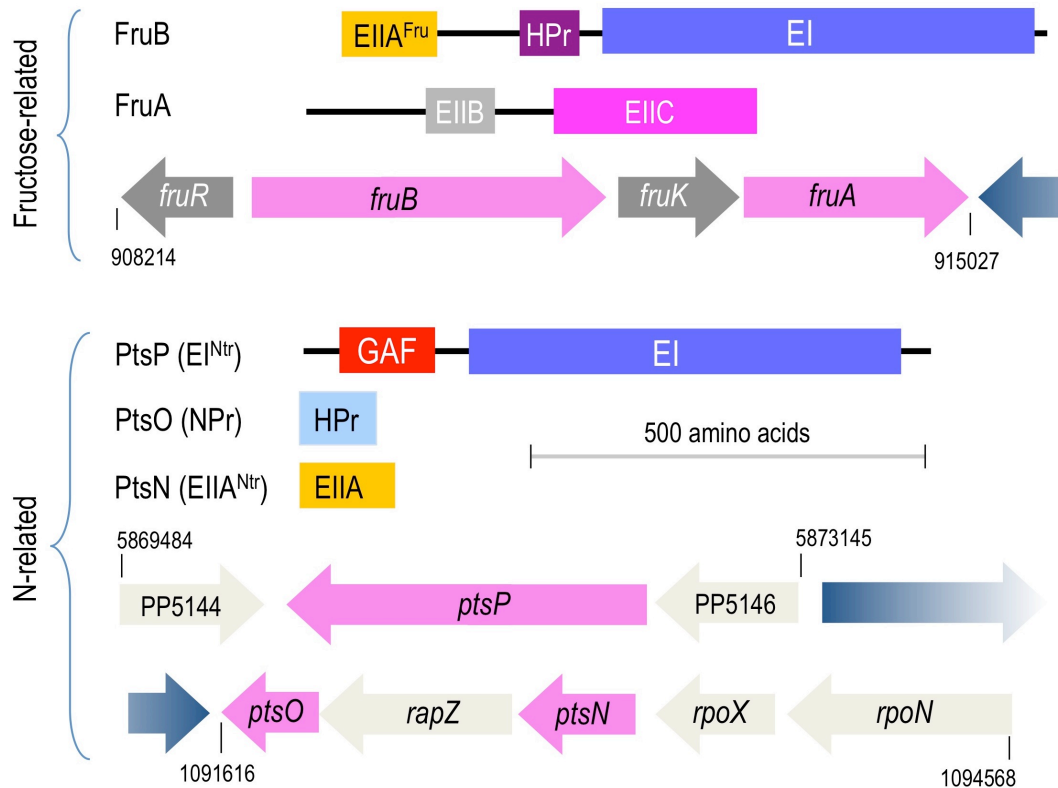 Fructose-related
FruB
EIIA^Fru
HPr
EI
FruA
EIIB
EIIC
fruR
fruB
fruK
fruA
908214
915027
N-related
PtsP (EI^Ntr)
GAF
EI
PtsO (NPr)
HPr
500 amino acids
PtsN (EIIA^Ntr)
EIIA
5869484
5873145
PP5144
ptsP
PP5146
ptsO
rapZ
ptsN
rpoX
rpoN
1091616
1094568